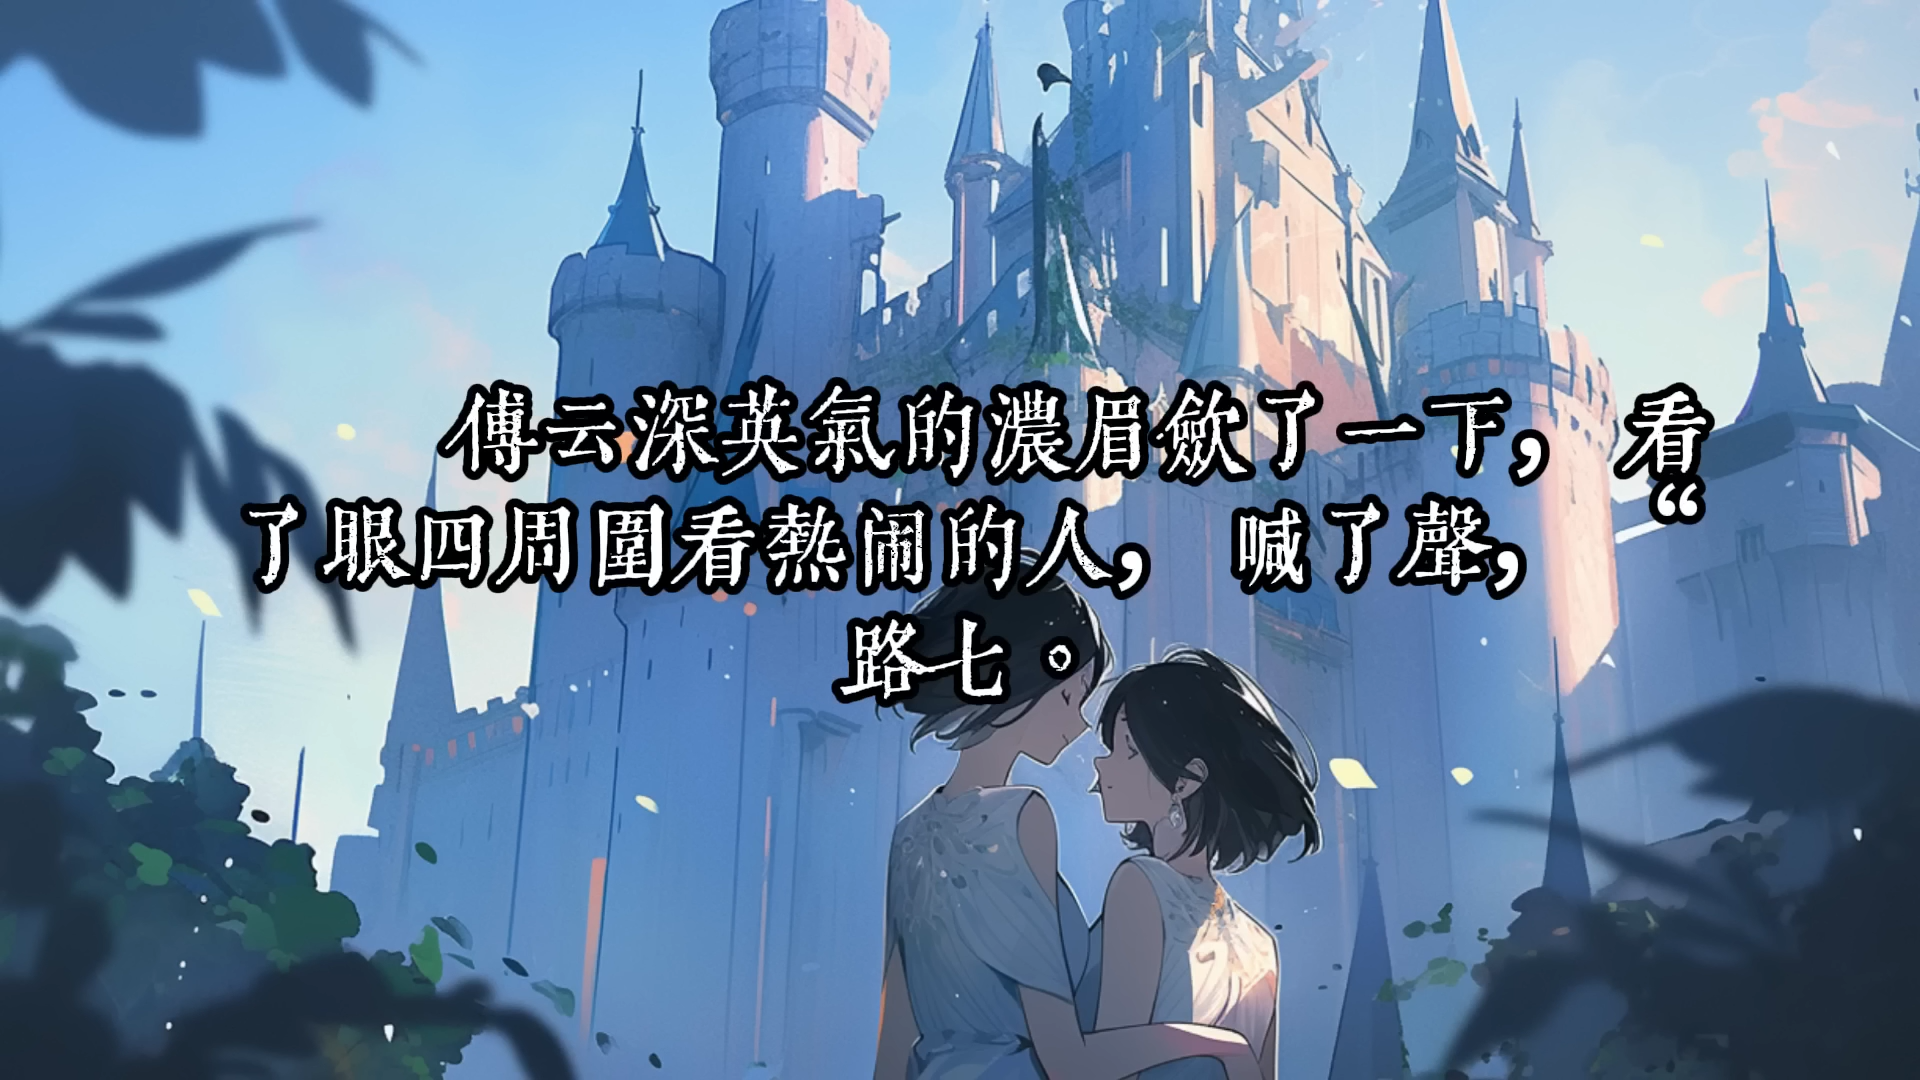 傅云深英氣的濃眉斂了一下， 看
了眼四周圍看熱闹的人， 喊了聲， “
路七。